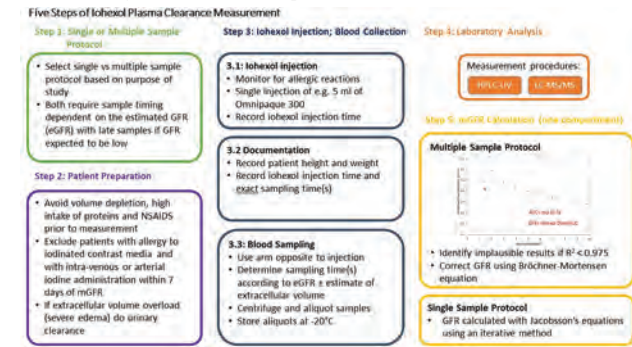 Five Steps of Iohexol Plasma Clearance Measurement
Step 1: Single or Multiple Sample
Protocol
• Select single vs multiple sample
protocol based on purpose of
study
• Both require sample timing
dependent on the estimated GFR
(eGFR) with late samples if GFR
expected to be low
Step 2: Patient Preparation
• Avoid volume depletion, high
intake of proteins and NSAIDS
prior to measurement
• Exclude patients with allergy to
iodinated contrast media and
with intra-venous or arterial
iodine administration within 7
days of mGFR
• If extracellular volume overload
(severe edema) do urinary
clearance
Step 3: Iohexol Injection; Blood Collection
3.1: Iohexol injection
• Monitor for allergic reactions
• Single injection of e.g. 5 ml of
Omnipaque 300
• Record iohexol injection time
3.2 Documentation
• Record patient height and weight
• Record iohexol injection time and
exact sampling time(s)
3.3: Blood Sampling
• Use arm opposite to injection
• Determine sampling time(s)
according to eGFR ± estimate of
extracellular volume
• Centrifuge and aliquot samples
• Store aliquots at -20°C
Step 4: Laboratory Analysis
Measurement procedures:
HPLC-UV LC-MS/MS
Step 5: mGFR Calculation (one compartment)
Multiple Sample Protocol
• Identify implausible results if R² < 0.975
• Correct GFR using Bröchner-Mortensen
equation
Single Sample Protocol
• GFR calculated with Jacobsson's equations
using an iterative method